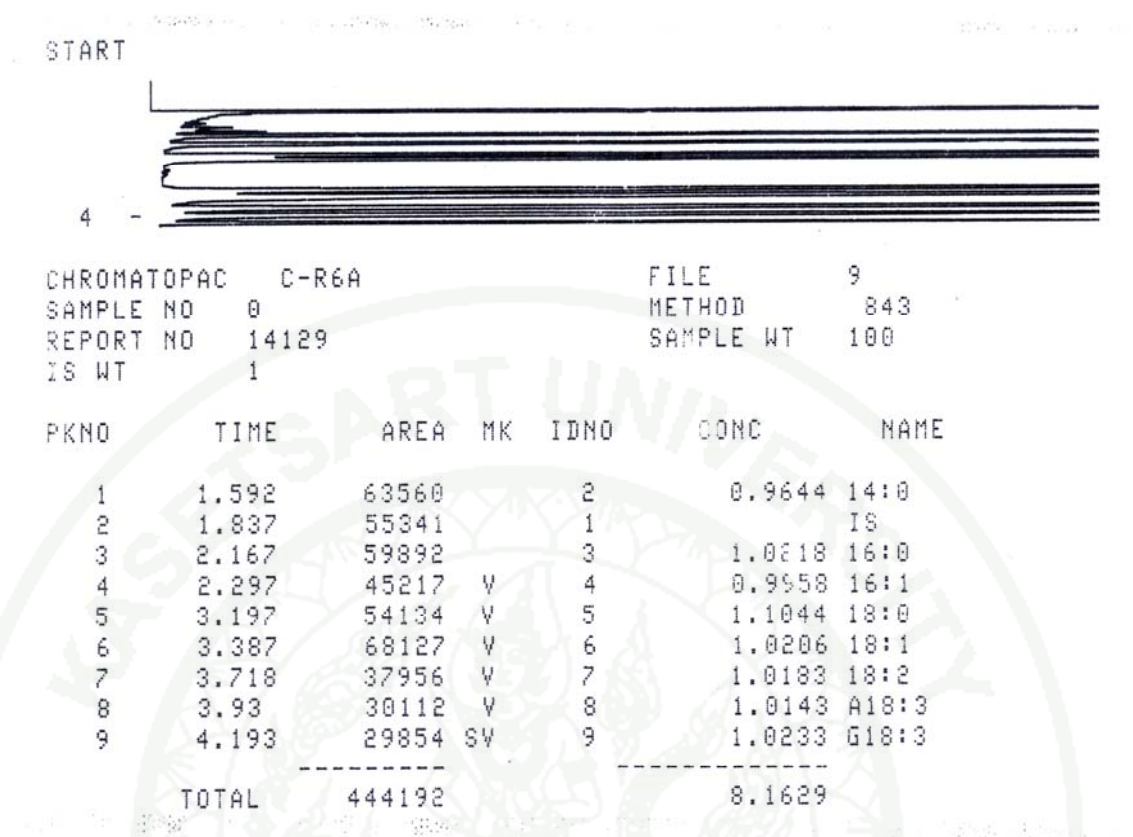 START
4 -
CHROMATOPAC C-R6A FILE 9
SAMPLE NO 0 METHOD 843
REPORT NO 14129 SAMPLE WT 100
IS WT 1
PKNO TIME AREA MK IDNO CONC NAME
1 1.592 63560 2 0.9644 14:0
2 1.837 55341 1 IS
3 2.167 59892 3 1.0218 16:0
4 2.297 45217 V 4 0.9958 16:1
5 3.197 54134 V 5 1.1044 18:0
6 3.387 68127 V 6 1.0206 18:1
7 3.718 37956 V 7 1.0183 18:2
8 3.93 30112 V 8 1.0143 A18:3
9 4.193 29854 SV 9 1.0233 G18:3
--------- --------------
TOTAL 444192 8.1629
KASETSART UNIVERSITY